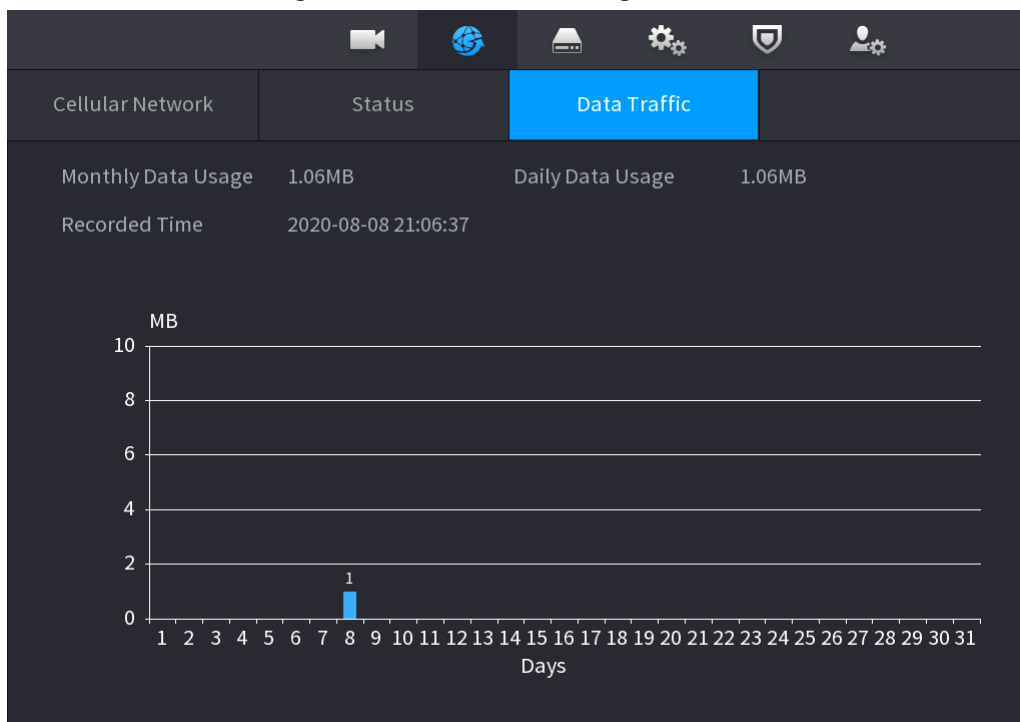 Cellular Network Status Data Traffic
Monthly Data Usage 1.06MB Daily Data Usage 1.06MB
Recorded Time 2020-08-08 21:06:37
MB
10
8
6
4
2
1
0
1 2 3 4 5 6 7 8 9 10 11 12 13 14 15 16 17 18 19 20 21 22 23 24 25 26 27 28 29 30 31
Days